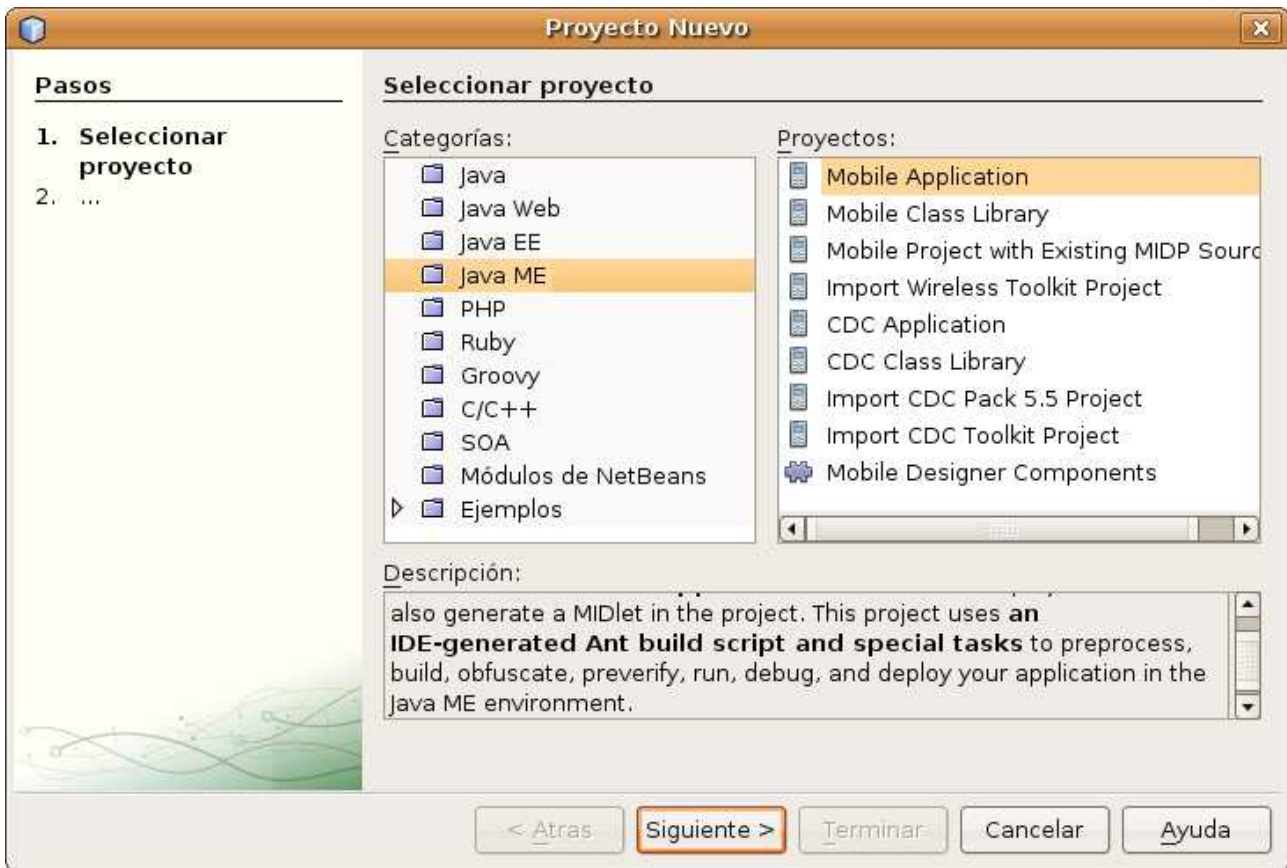 Proyecto Nuevo
Pasos
1. Seleccionar
proyecto
2. ...
Seleccionar proyecto
Categorías:
Java
Java Web
Java EE
Java ME
PHP
Ruby
Groovy
C/C++
SOA
Módulos de NetBeans
Ejemplos
Proyectos:
Mobile Application
Mobile Class Library
Mobile Project with Existing MIDP Sourc
Import Wireless Toolkit Project
CDC Application
CDC Class Library
Import CDC Pack 5.5 Project
Import CDC Toolkit Project
Mobile Designer Components
Descripción:
also generate a MIDlet in the project. This project uses an
IDE-generated Ant build script and special tasks to preprocess,
build, obfuscate, preverify, run, debug, and deploy your application in the
Java ME environment.
< Atras
Siguiente >
Terminar
Cancelar
Ayuda